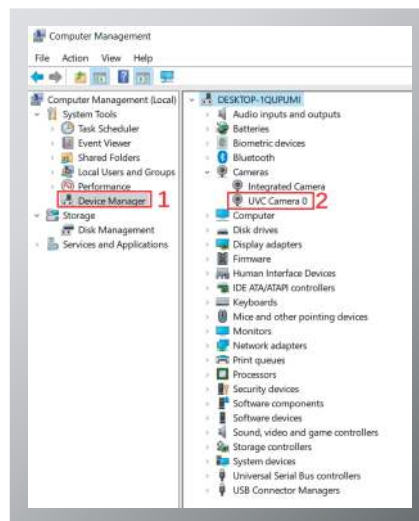 Computer Management
File Action View Help
Computer Management (Local)
System Tools
Task Scheduler
Event Viewer
Shared Folders
Local Users and Groups
Performance
Device Manager 1
Storage
Disk Management
Services and Applications
DESKTOP-1QUPUMI
Audio inputs and outputs
Batteries
Biometric devices
Bluetooth
Cameras
Integrated Camera
UVC Camera 0 2
Computer
Disk drives
Display adapters
Firmware
Human Interface Devices
IDE ATA/ATAPI controllers
Keyboards
Mice and other pointing devices
Monitors
Network adapters
Print queues
Processors
Security devices
Software components
Software devices
Sound, video and game controllers
Storage controllers
System devices
Universal Serial Bus controllers
USB Connector Managers